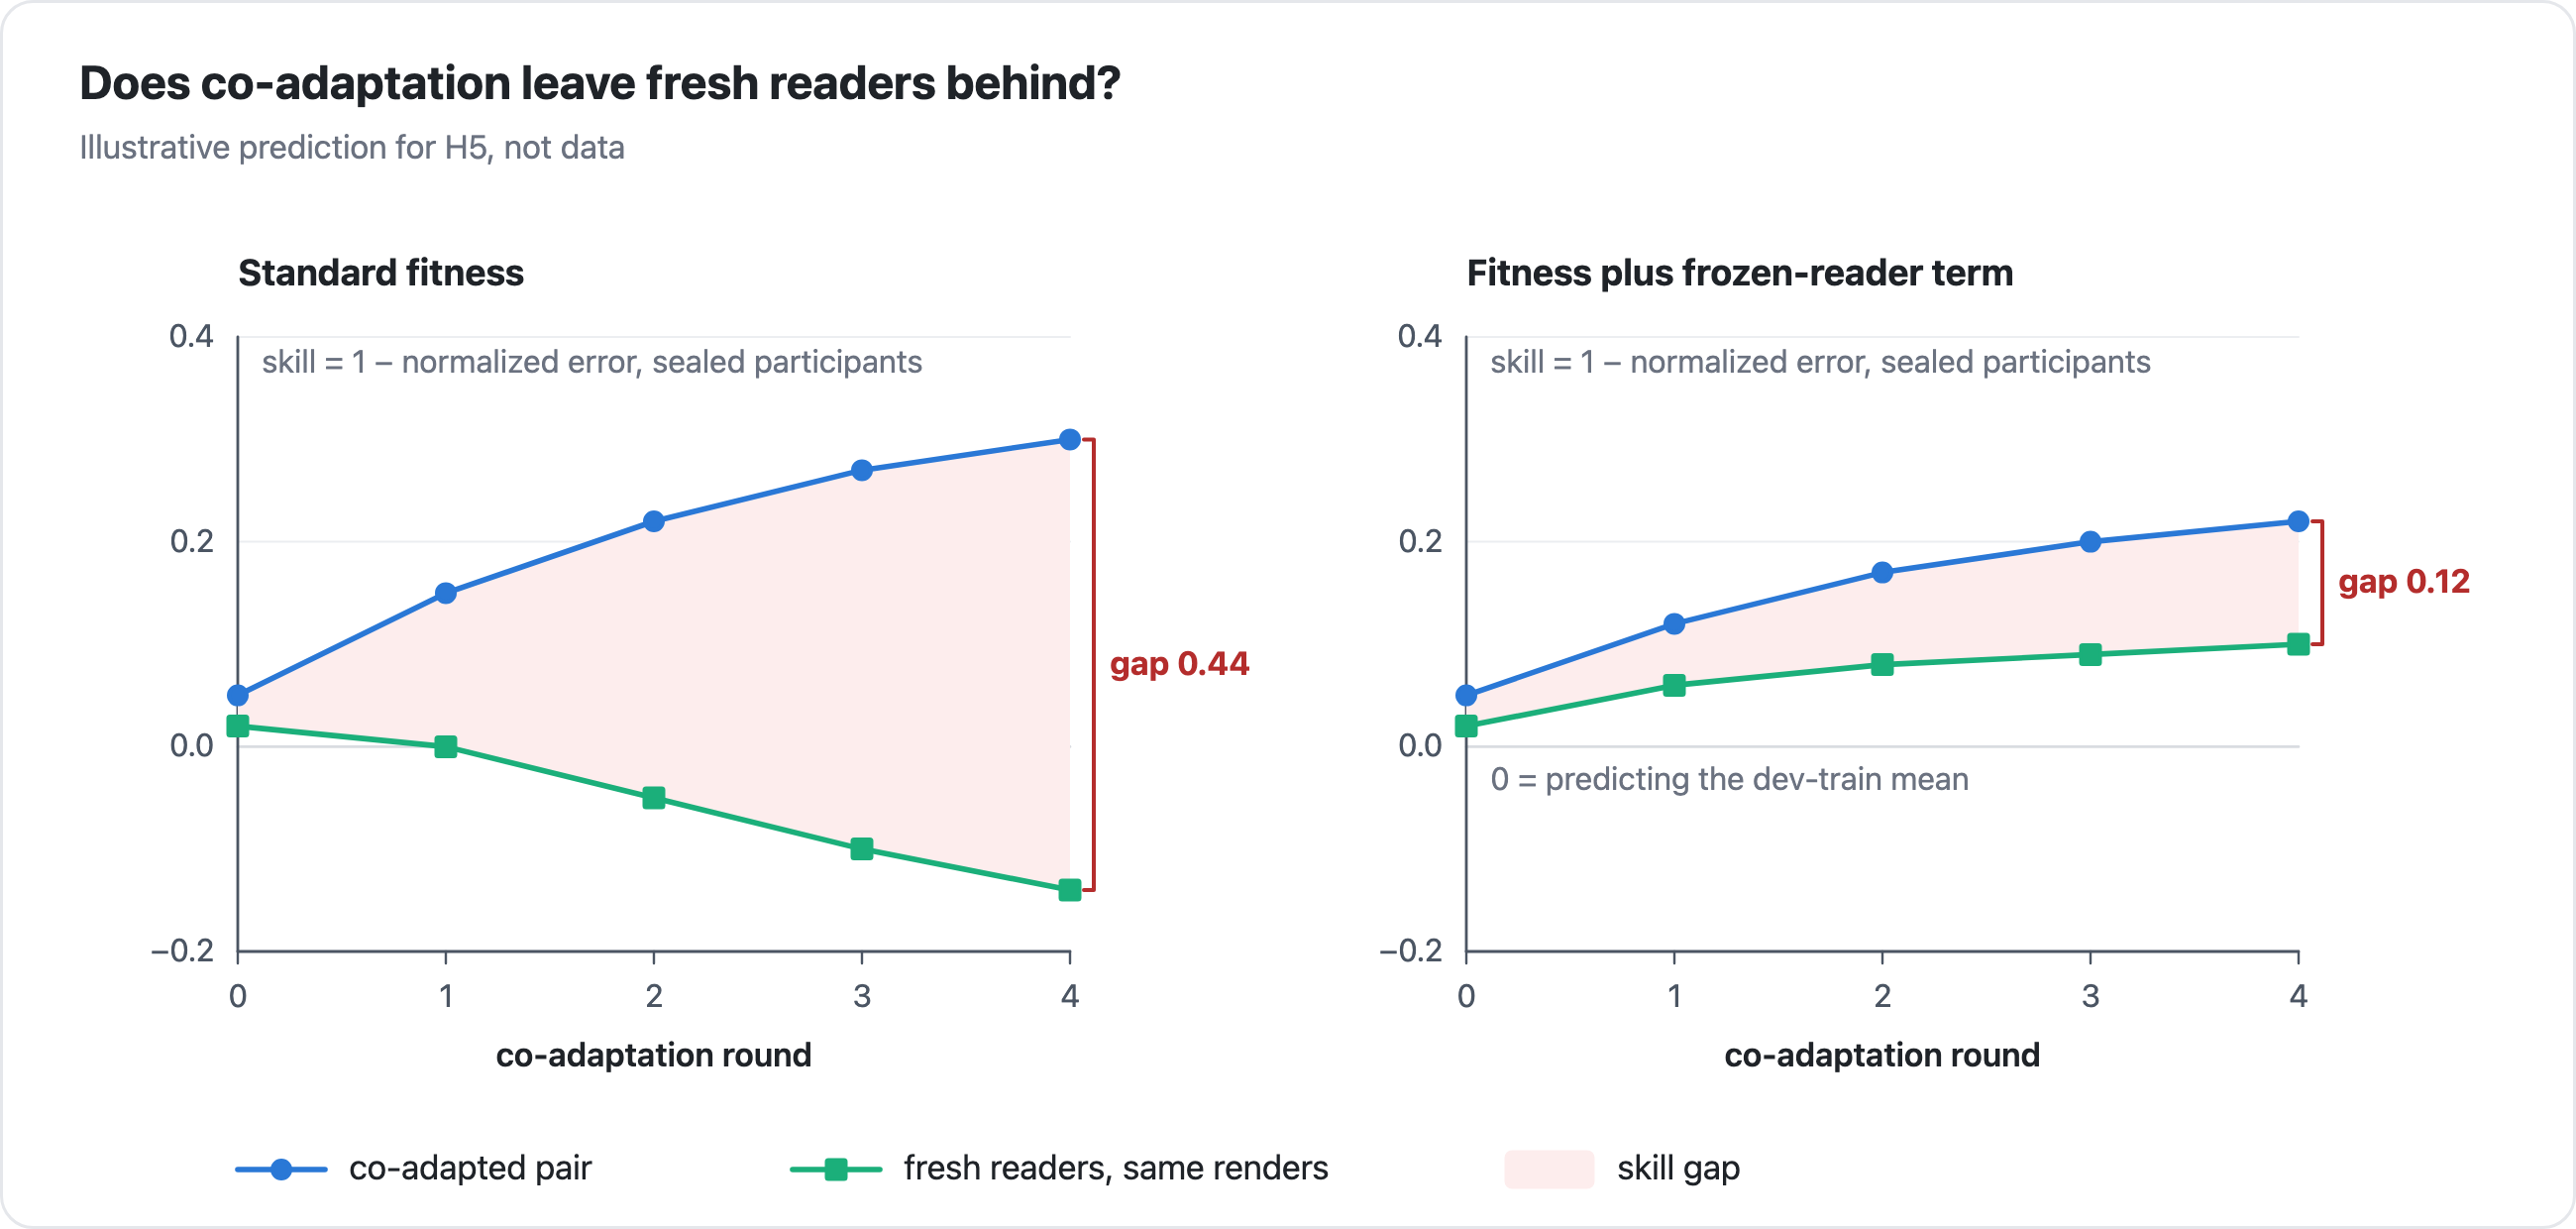 Does co-adaptation leave fresh readers behind?
Illustrative prediction for H5, not data
Standard fitness
0.4
skill = 1 – normalized error, sealed participants
0.2
gap 0.44
0.0
−0.2
0 1 2 3 4
co-adaptation round
Fitness plus frozen-reader term
0.4
skill = 1 – normalized error, sealed participants
0.2
gap 0.12
0.0
0 = predicting the dev-train mean
−0.2
0 1 2 3 4
co-adaptation round
co-adapted pair
fresh readers, same renders
skill gap